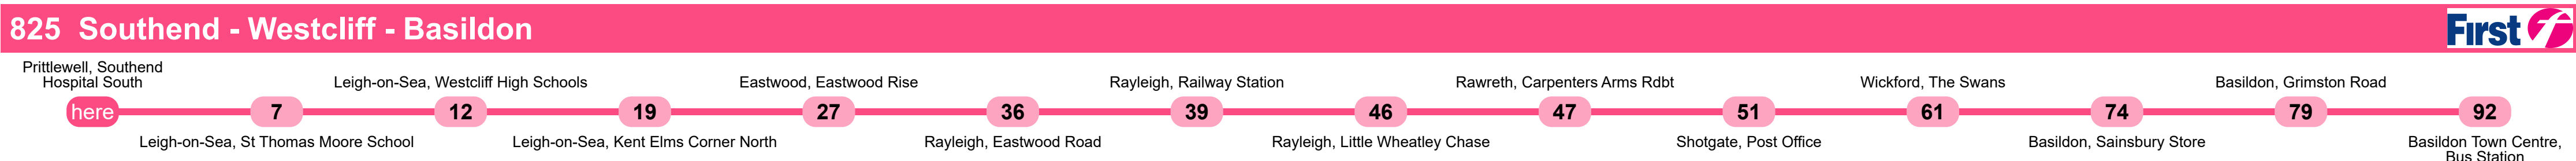 825 Southend - Westcliff - Basildon
First
Prittlewell, Southend
Hospital South
Leigh-on-Sea, Westcliff High Schools
Eastwood, Eastwood Rise
Rayleigh, Railway Station
Rawreth, Carpenters Arms Rdbt
Wickford, The Swans
Basildon, Grimston Road
here 7 12 19 27 36 39 46 47 51 61 74 79 92
Leigh-on-Sea, St Thomas Moore School
Leigh-on-Sea, Kent Elms Corner North
Rayleigh, Eastwood Road
Rayleigh, Little Wheatley Chase
Shotgate, Post Office
Basildon, Sainsbury Store
Basildon Town Centre,
Bus Station